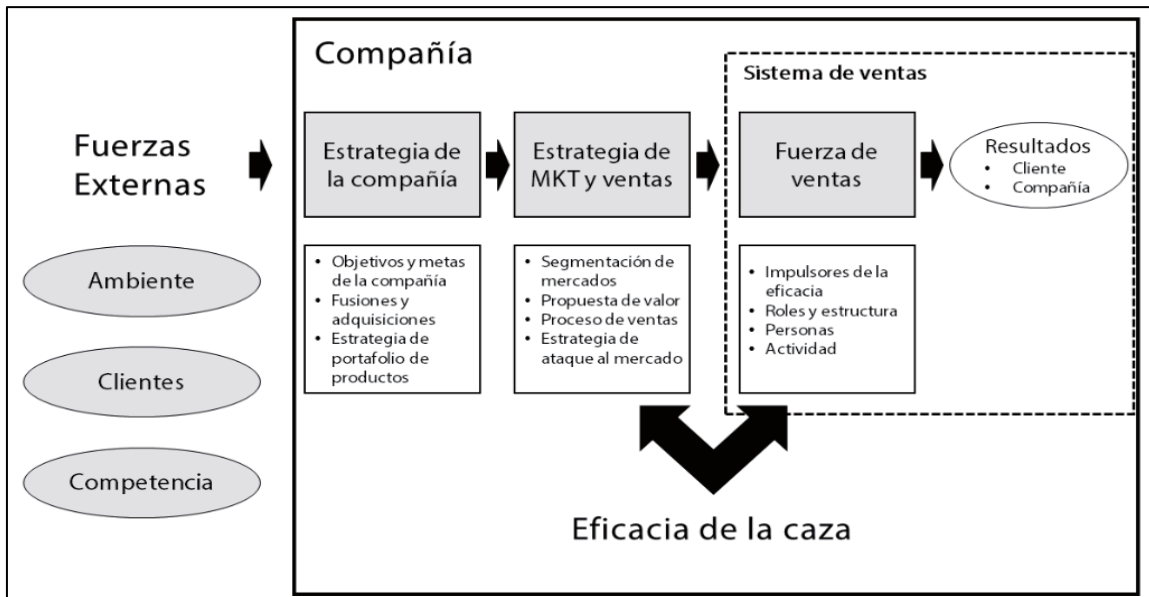 Compañía
Sistema de ventas
Fuerzas
Externas
Ambiente
Clientes
Competencia
Estrategia de
la compañía
• Objetivos y metas
de la compañía
• Fusiones y
adquisiciones
• Estrategia de
portafolio de
productos
Estrategia de
MKT y ventas
• Segmentación de
mercados
• Propuesta de valor
• Proceso de ventas
• Estrategia de
ataque al mercado
Fuerza de
ventas
• Impulsores de la
eficacia
• Roles y estructura
• Personas
• Actividad
Resultados
• Cliente
• Compañía
Eficacia de la caza